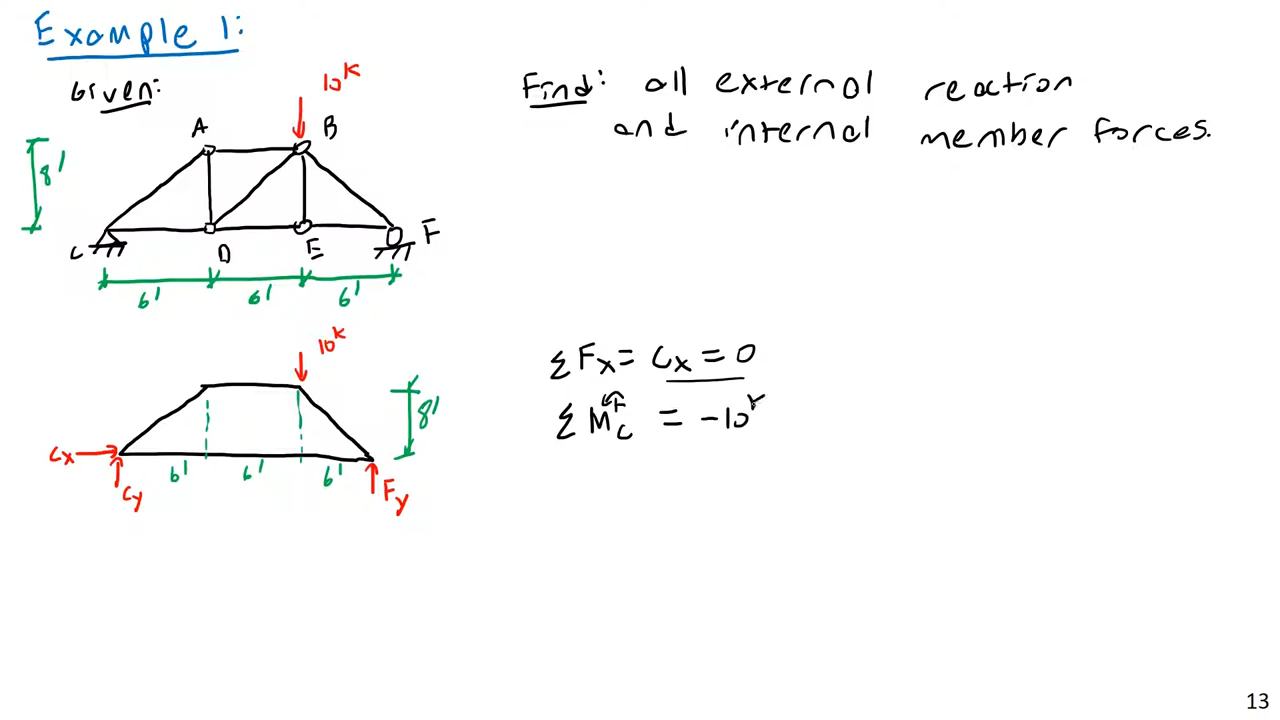 Example 1:
Given:
10k
A
B
8'
C
D
E
F
6'
6'
6'
Find: all external reaction
and internal member forces.
10k
8'
Cx
Cy
6'
6'
6'
Fy
ΣFx = Cx = 0
ΣMC + = -10k
13